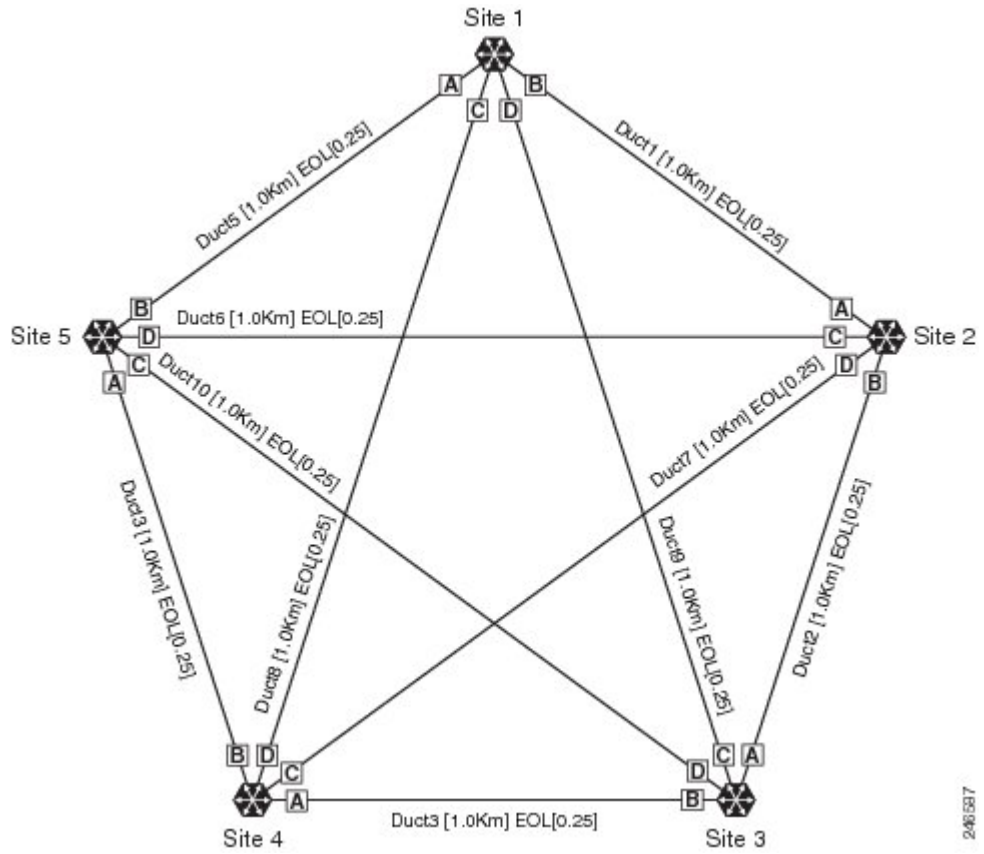 Site 1
A
B
C
D
Duct5 [1.0Km] EOL[0.25]
Duct1 [1.0Km] EOL[0.25]
B
A
Site 5
D
Duct6 [1.0Km] EOL[0.25]
C
Site 2
C
D
A
B
Duct10 [1.0Km] EOL[0.25]
Duct7 [1.0Km] EOL[0.25]
Duct3 [1.0Km] EOL[0.25]
Duct8 [1.0Km] EOL[0.25]
Duct9 [1.0Km] EOL[0.25]
Duct2 [1.0Km] EOL[0.25]
B
D
C
A
C
D
A
B
Duct3 [1.0Km] EOL[0.25]
Site 4
Site 3
246597